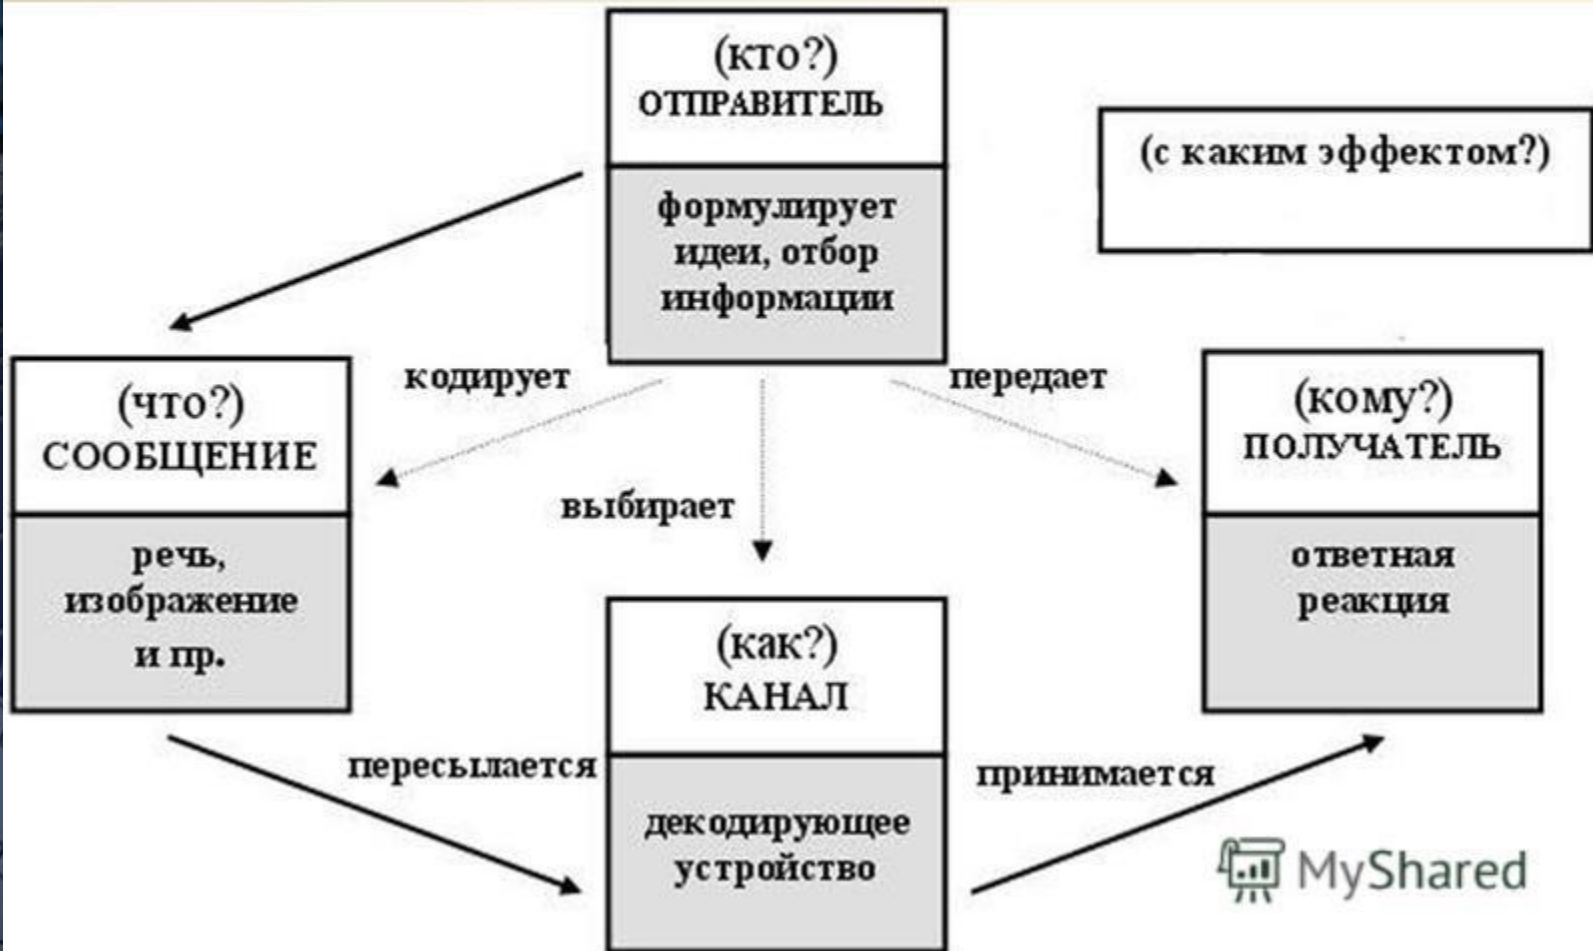 (кто?)
ОТПРАВИТЕЛЬ
формулирует
идеи, отбор
информации
(с каким эффектом?)
кодирует
передает
выбирает
(что?)
СООБЩЕНИЕ
речь,
изображение
и пр.
(кому?)
ПОЛУЧАТЕЛЬ
ответная
реакция
(как?)
КАНАЛ
декодирующее
устройство
пересылается
принимается
MyShared